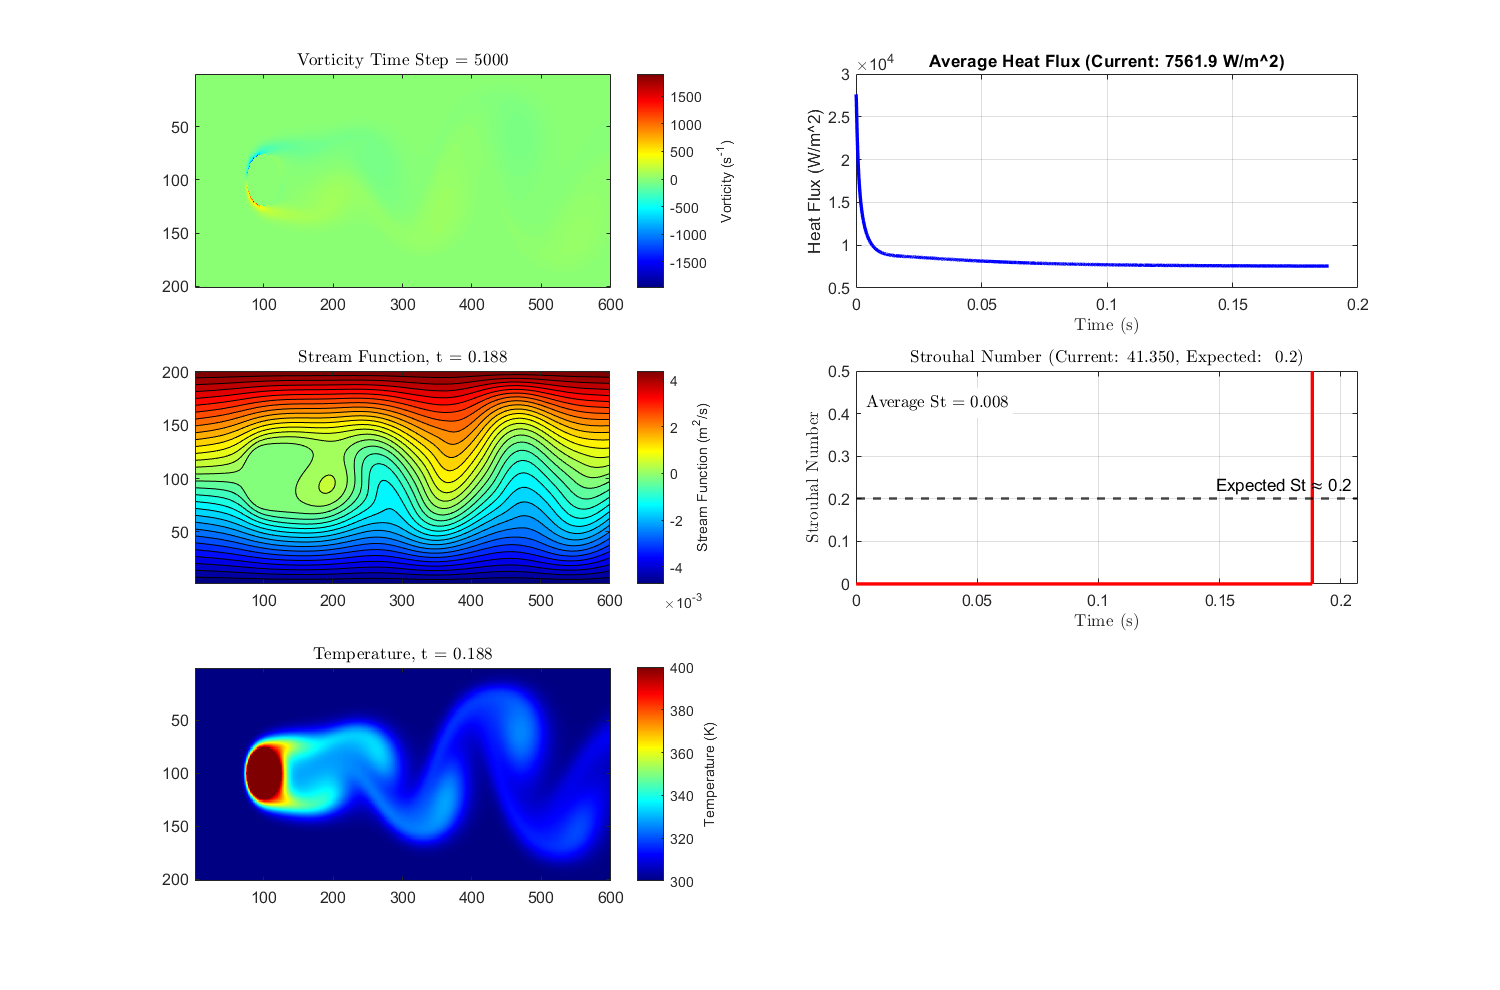 Vorticity Time Step = 5000
50
100
150
200
100 200 300 400 500 600
1500
1000
500
0
-500
-1000
-1500
Vorticity (s⁻¹)
Average Heat Flux (Current: 7561.9 W/m^2)
×10⁴
3
2.5
2
1.5
1
0.5
0 0.05 0.1 0.15 0.2
Heat Flux (W/m^2)
Time (s)
Stream Function, t = 0.188
200
150
100
50
100 200 300 400 500 600
4
2
0
-2
-4
×10⁻³
Stream Function (m²/s)
Strouhal Number (Current: 41.350, Expected: 0.2)
0.5
0.4
0.3
0.2
0.1
0
Average St = 0.008
Expected St ≈ 0.2
0 0.05 0.1 0.15 0.2
Strouhal Number
Time (s)
Temperature, t = 0.188
50
100
150
200
100 200 300 400 500 600
400
380
360
340
320
300
Temperature (K)